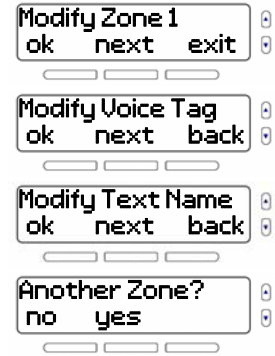 Modify Zone 1
ok next exit
Modify Voice Tag
ok next back
Modify Text Name
ok next back
Another Zone?
no yes